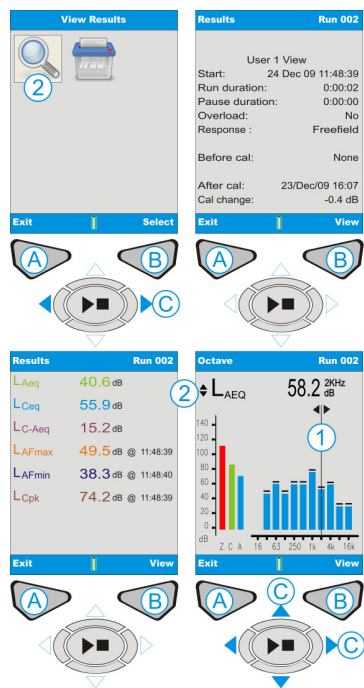 View Results
2
Exit Select
A B
C
Results Run 002
User 1 View
Start: 24 Dec 09 11:48:39
Run duration: 0:00:02
Pause duration: 0:00:00
Overload: No
Response : Freefield
Before cal: None
After cal: 23/Dec/09 16:07
Cal change: -0.4 dB
Exit View
A B
Results Run 002
LAeq 40.6 dB
LCeq 55.9 dB
LC-Aeq 15.2 dB
LAFmax 49.5 dB @ 11:48:39
LAFmin 38.3 dB @ 11:48:40
LCpk 74.2 dB @ 11:48:39
Exit View
A B
Octave Run 002
2 LAEQ 58.2 2KHz dB
1
140
120
100
80
60
40
20
0
dB
Z C A 16 63 250 1k 4k 16k
Exit View
A C B
C